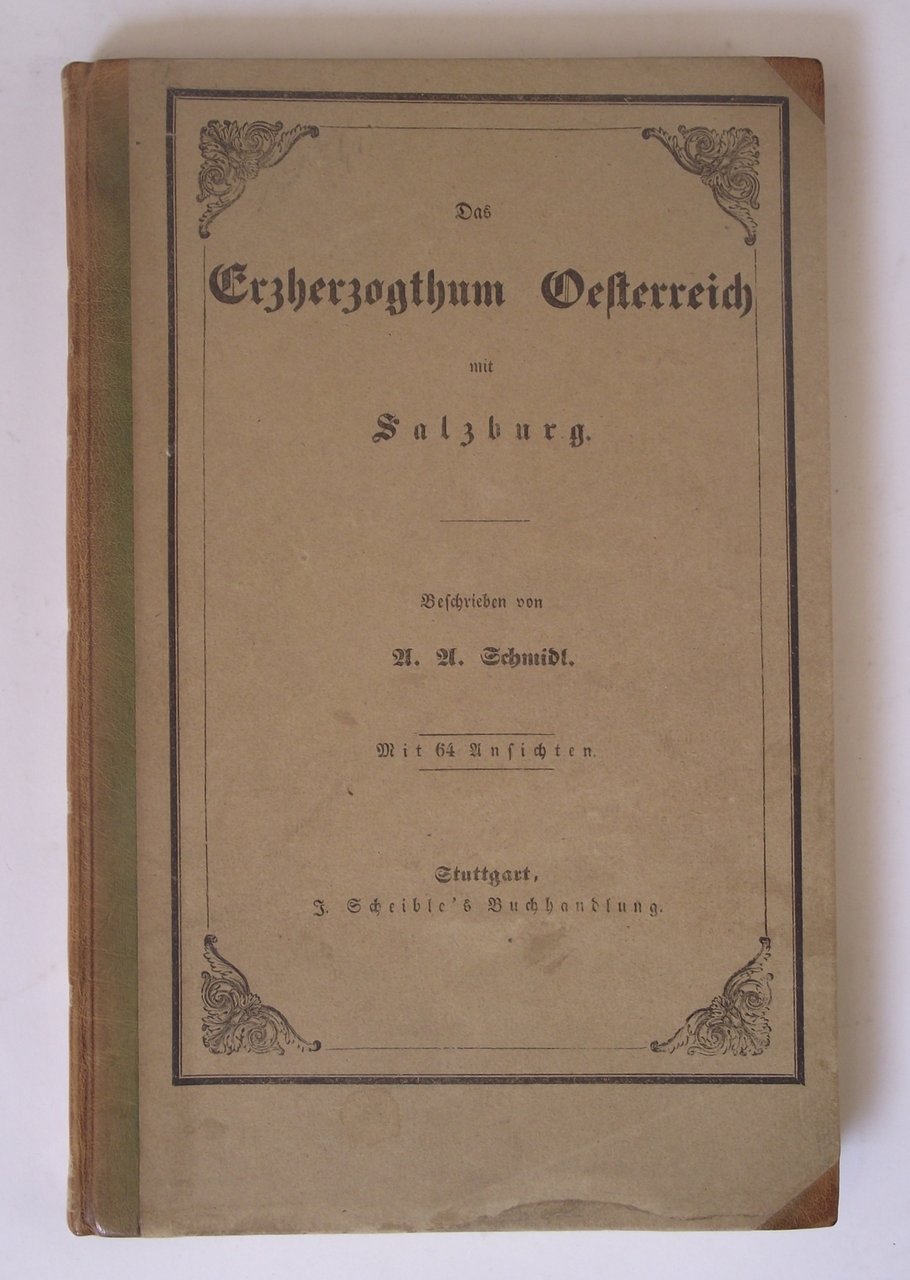 Das
Erzherzogthum Oesterreich
mit
Salzburg.
Beschrieben von
A. A. Schmidl.
Mit 64 Ansichten.
Stuttgart,
J. Scheible's Buchhandlung.